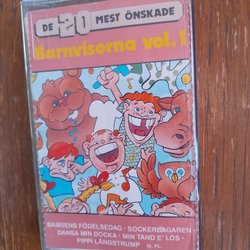 DE 20 MEST ÖNSKADE
Barnvisorna vol. 1
BAMSENS FÖDELSEDAG · SOCKERBAGAREN
DANSA MIN DOCKA · MIN TAND E' LÖS ·
PIPPI LÅNGSTRUMP M. FL.